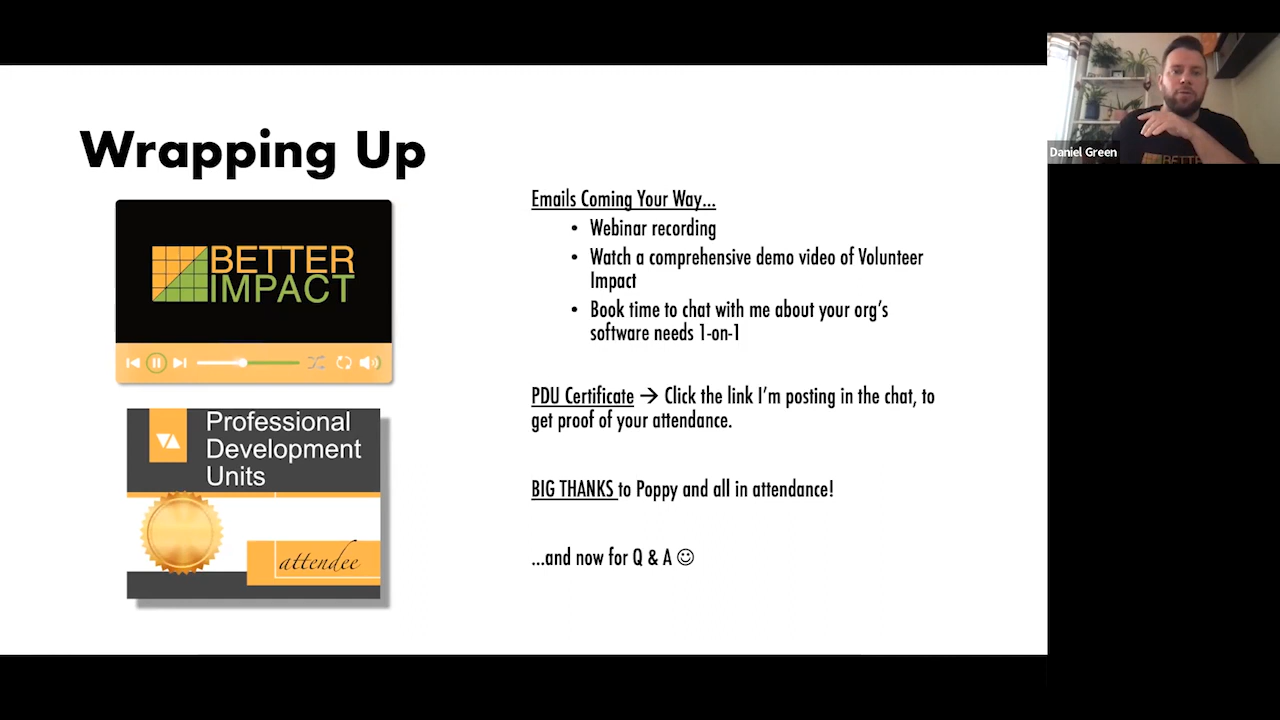 Wrapping Up
BETTER
IMPACT
Professional
Development
Units
attendee
Emails Coming Your Way...
• Webinar recording
• Watch a comprehensive demo video of Volunteer
Impact
• Book time to chat with me about your org's
software needs 1-on-1
PDU Certificate → Click the link I'm posting in the chat, to
get proof of your attendance.
BIG THANKS to Poppy and all in attendance!
...and now for Q & A ☺
Daniel Green
BETTER